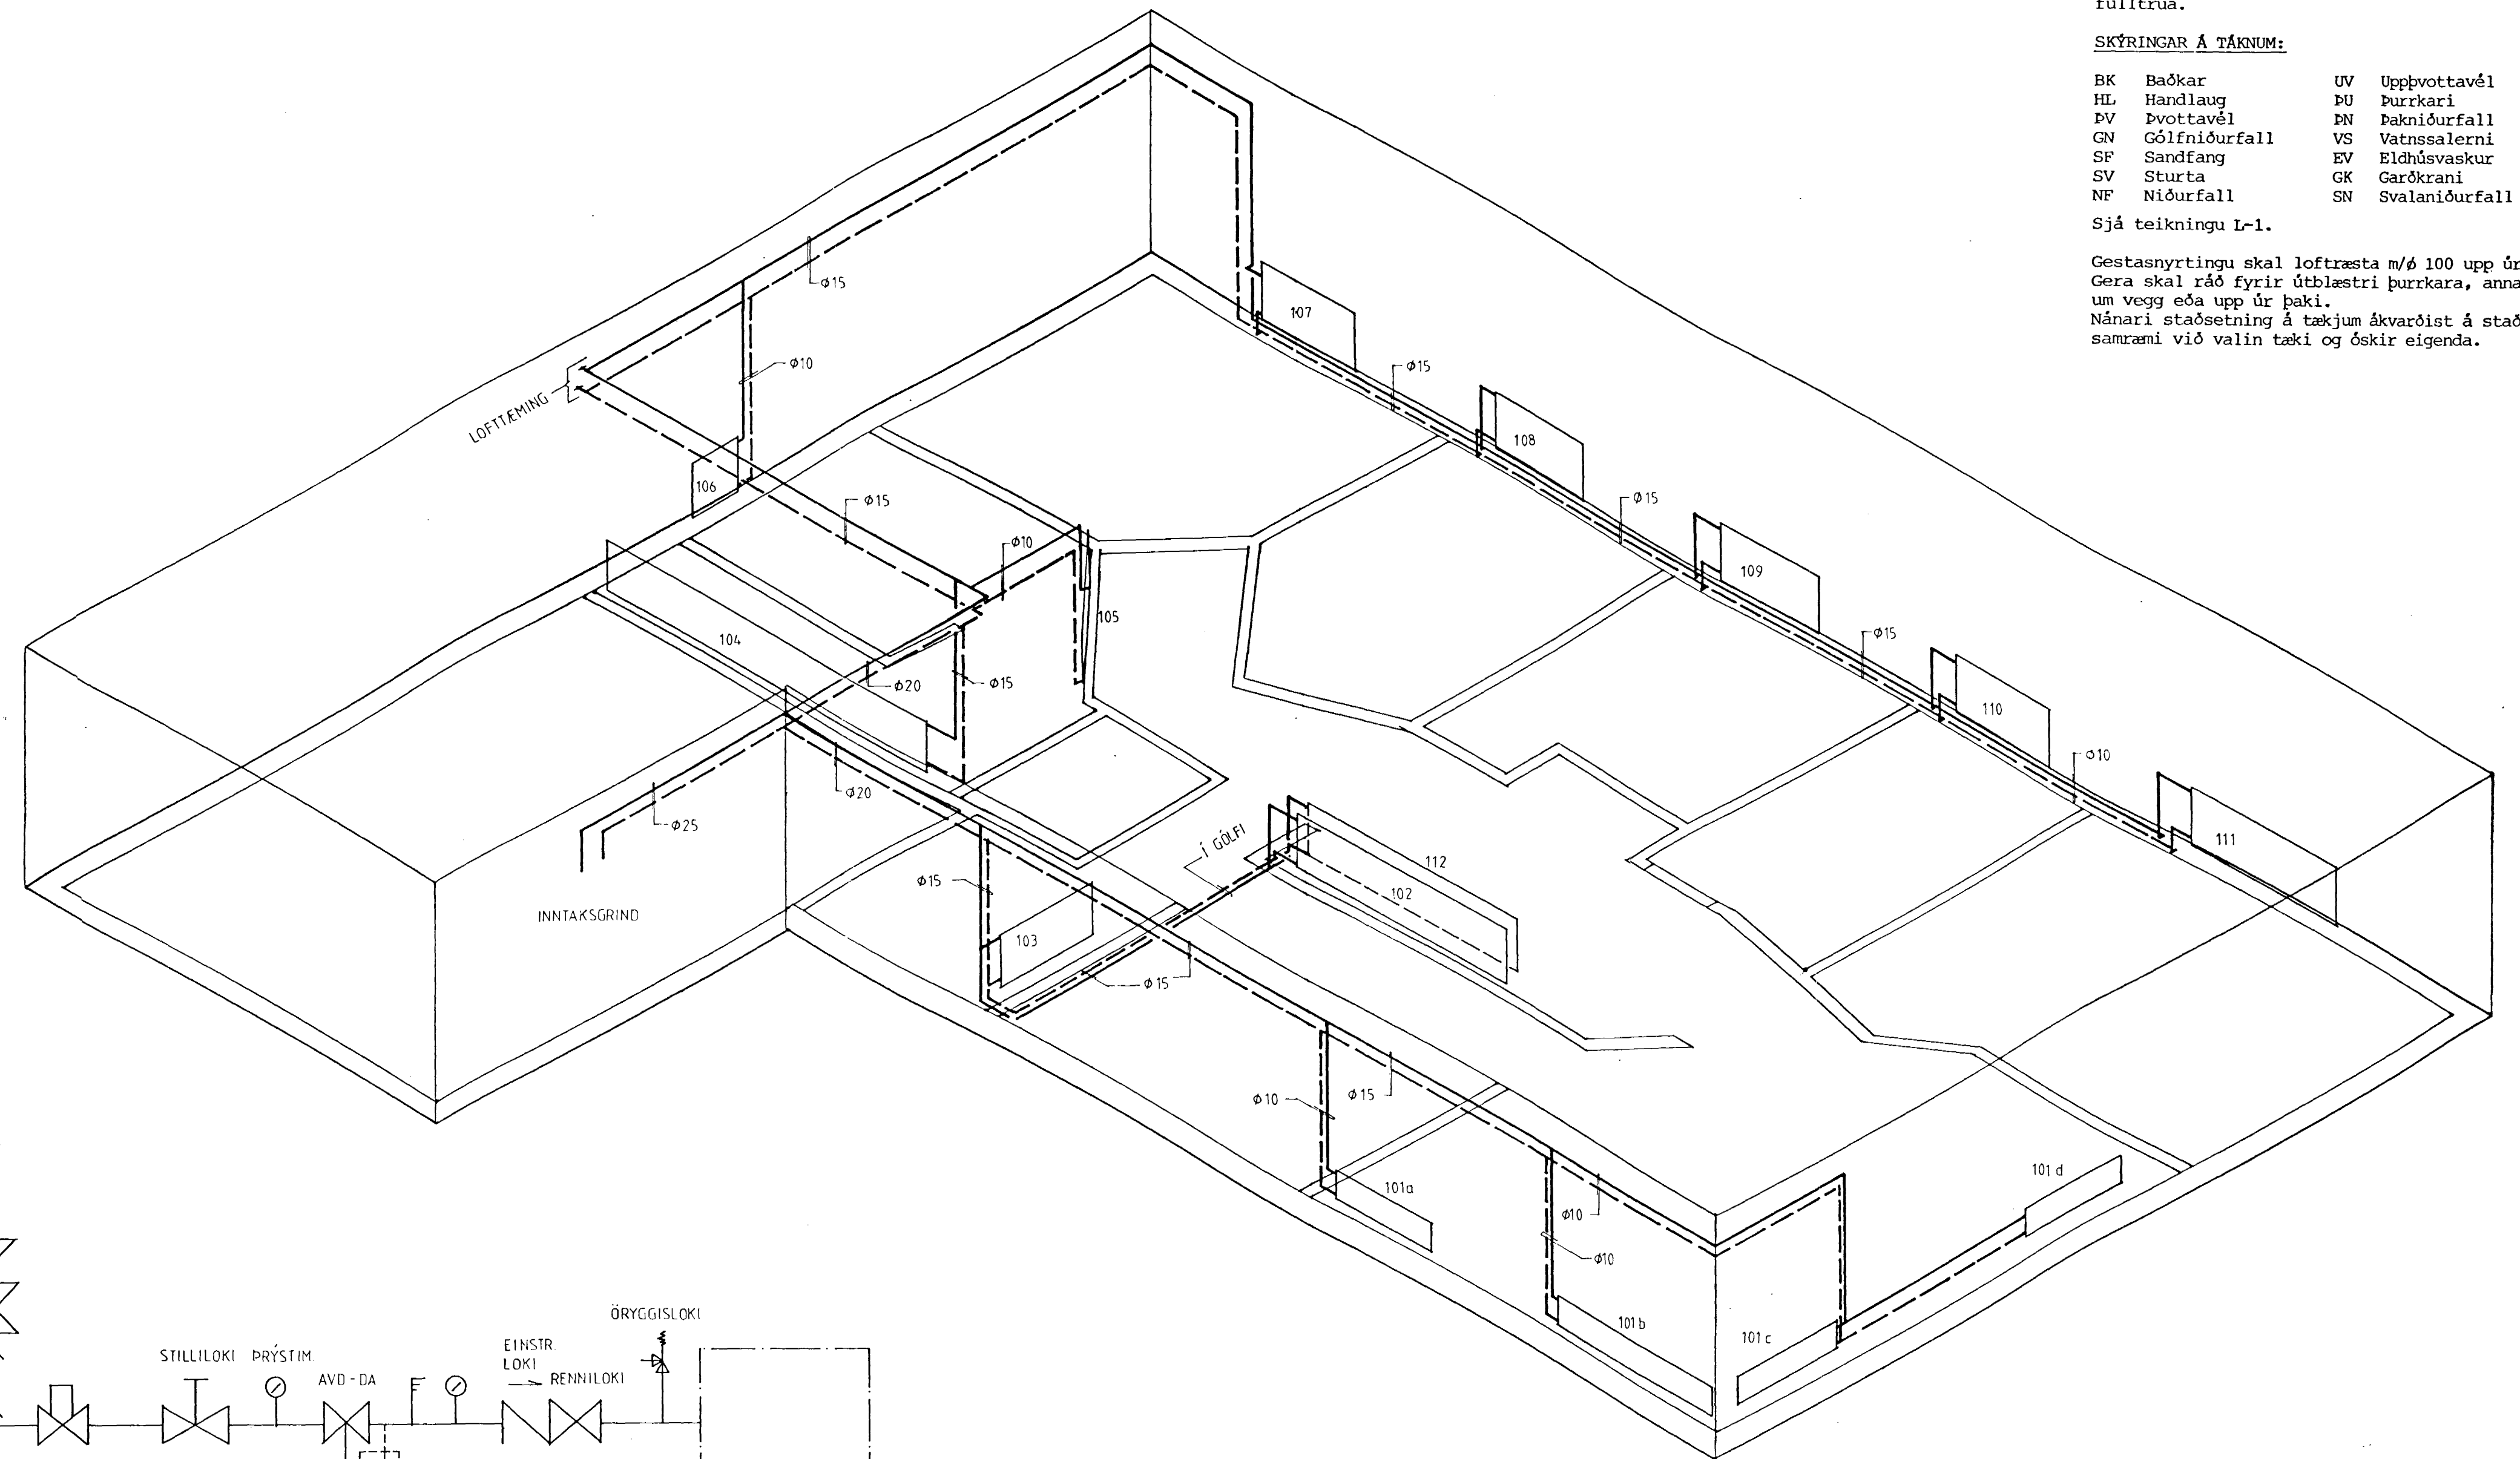 fulltrúa.
SKÝRINGAR Á TÁKNUM:
BK Baðkar UV Uppþvottavél
HL Handlaug ÞU Þurrkari
ÞV Þvottavél ÞN Þakniðurfall
GN Gólfniðurfall VS Vatnssalerni
SF Sandfang EV Eldhúsvaskur
SV Sturta GK Garðkrani
NF Niðurfall SN Svalaniðurfall
Sjá teikningu L-1.
Gestasnyrtingu skal loftræsta m/ø 100 upp úr
Gera skal ráð fyrir útblæstri þurrkara, anna
um vegg eða upp úr þaki.
Nánari staðsetning á tækjum ákvarðist á stað
samræmi við valin tæki og óskir eigenda.
ø15
107
ø10
ø15
LOFTTÆMING
108
106
ø15
ø15
ø10
109
105
104
ø15
ø20
ø15
110
ø10
ø20
ø25
Í GÓLFI
111
112
ø15
102
INNTAKSGRIND
103
ø15
ø10
ø15
101a
101 d
ø10
ø10
101 b
101 c
ÖRYGGISLOKI
EINSTR.
LOKI
STILLILOKI ÞRÝSTIM.
AVD-DA
RENNILOKI